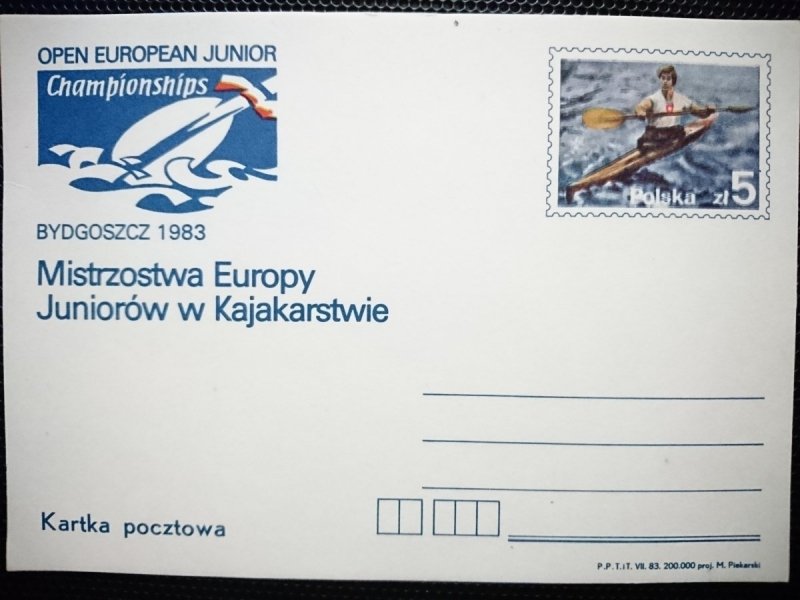 OPEN EUROPEAN JUNIOR
Championships
BYDGOSZCZ 1983
Mistrzostwa Europy
Juniorów w Kajakarstwie
Polska zł 5
Kartka pocztowa
P.P.T.iT. VII. 83. 200.000 proj. M. Piekarski